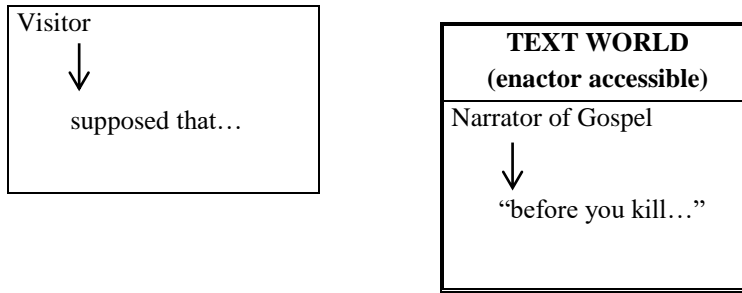 Visitor
supposed that…
TEXT WORLD
(enactor accessible)
Narrator of Gospel
“before you kill…”